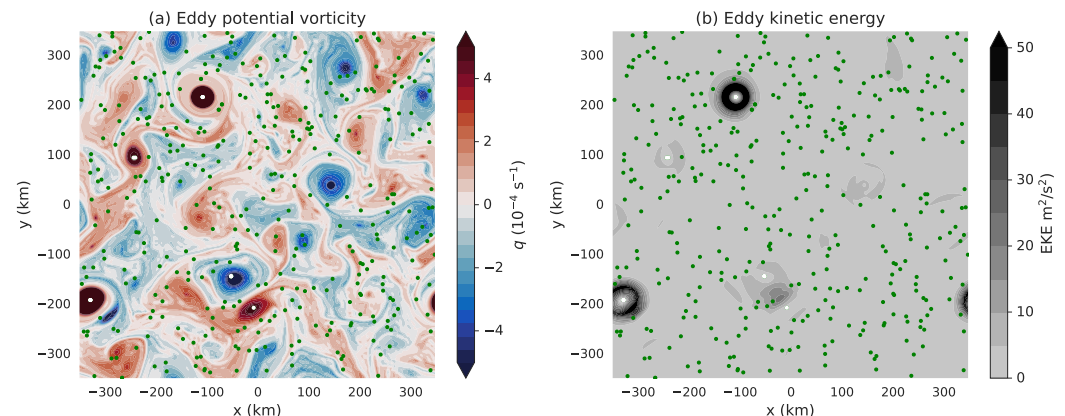 (a) Eddy potential vorticity
300
200
100
0
−100
−200
−300
y (km)
−300 −200 −100 0 100 200 300
x (km)
4
2
0
−2
−4
q (10⁻⁴ s⁻¹)
(b) Eddy kinetic energy
300
200
100
0
−100
−200
−300
y (km)
−300 −200 −100 0 100 200 300
x (km)
50
40
30
20
10
0
EKE m²/s²